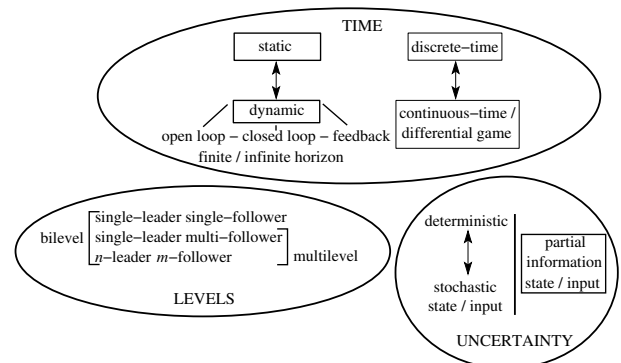 TIME
static
discrete−time
dynamic
continuous−time /
differential game
open loop − closed loop − feedback
finite / infinite horizon
single−leader single−follower
bilevel
single−leader multi−follower
n−leader m−follower
multilevel
LEVELS
deterministic
stochastic
state / input
partial
information
state / input
UNCERTAINTY